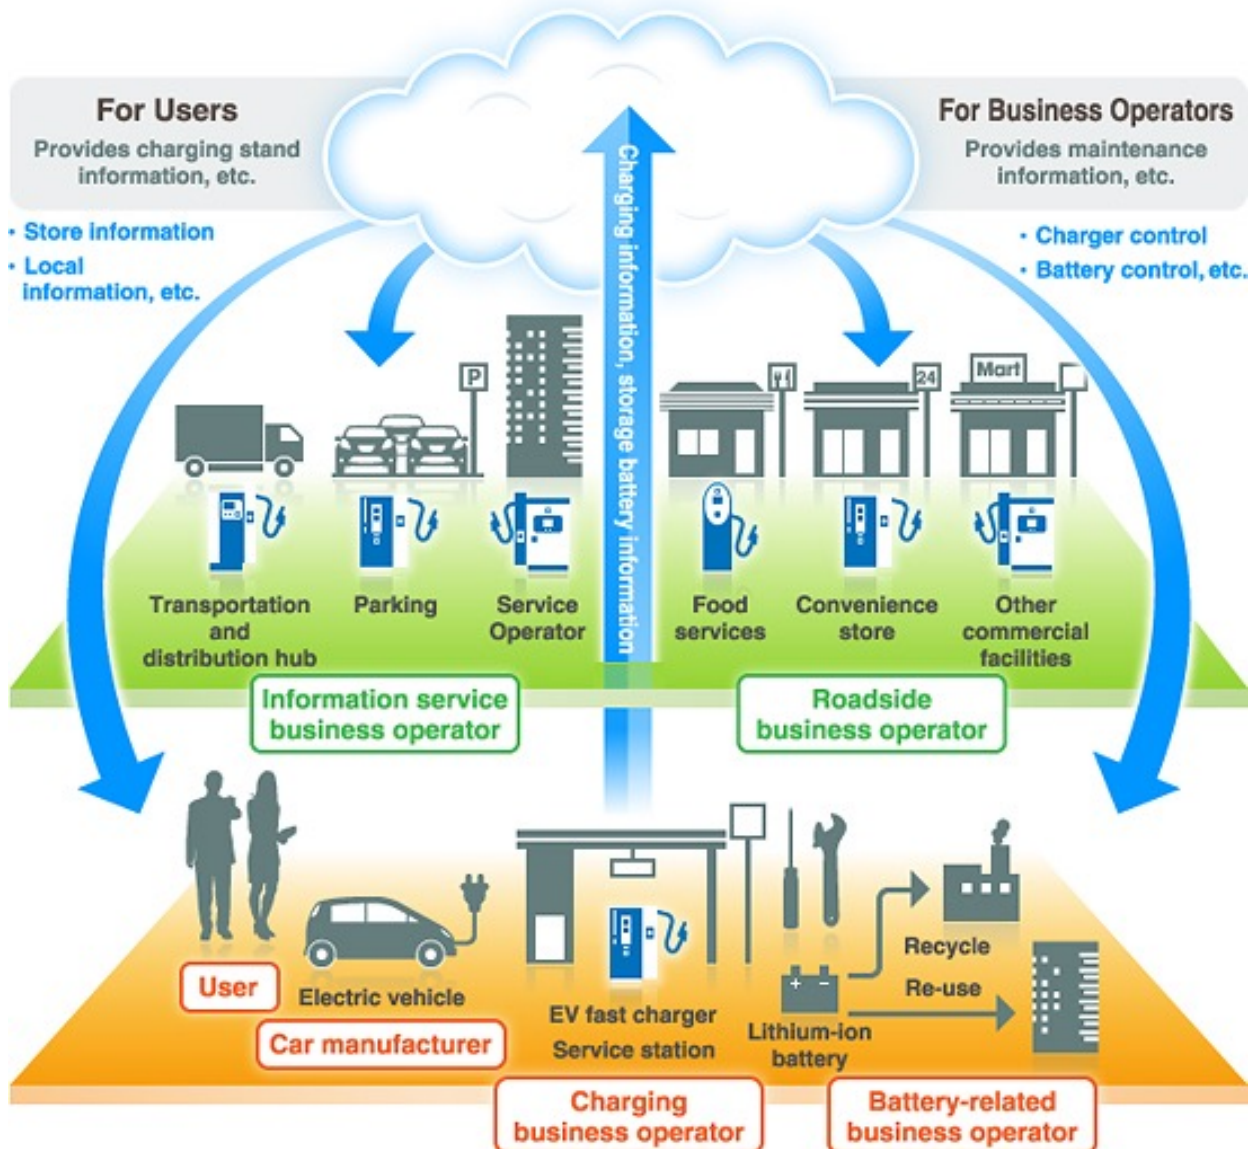 For Users
Provides charging stand
information, etc.
• Store information
• Local
information, etc.
For Business Operators
Provides maintenance
information, etc.
• Charger control
• Battery control, etc.
Charging information, storage battery information
P
24
Mart
Transportation
and
distribution hub
Parking
Service
Operator
Food
services
Convenience
store
Other
commercial
facilities
Information service
business operator
Roadside
business operator
User
Electric vehicle
Car manufacturer
EV fast charger
Service station
Charging
business operator
Recycle
Re-use
+ −
Lithium-ion
battery
Battery-related
business operator